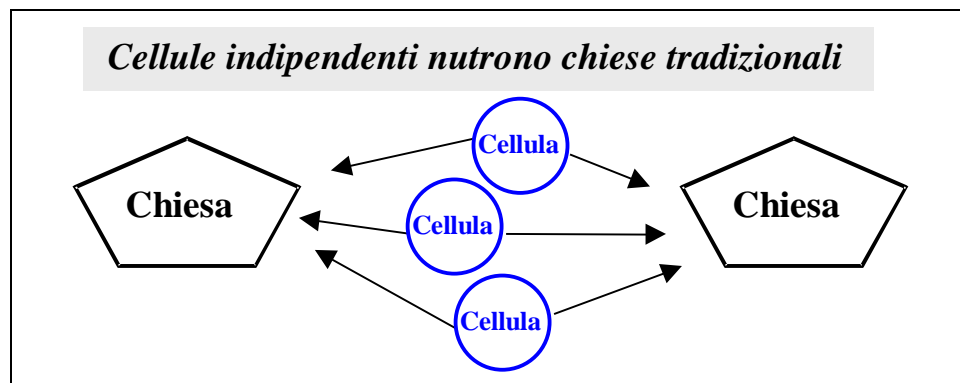 Cellule indipendenti nutrono chiese tradizionali
Cellula
Chiesa
Cellula
Chiesa
Cellula